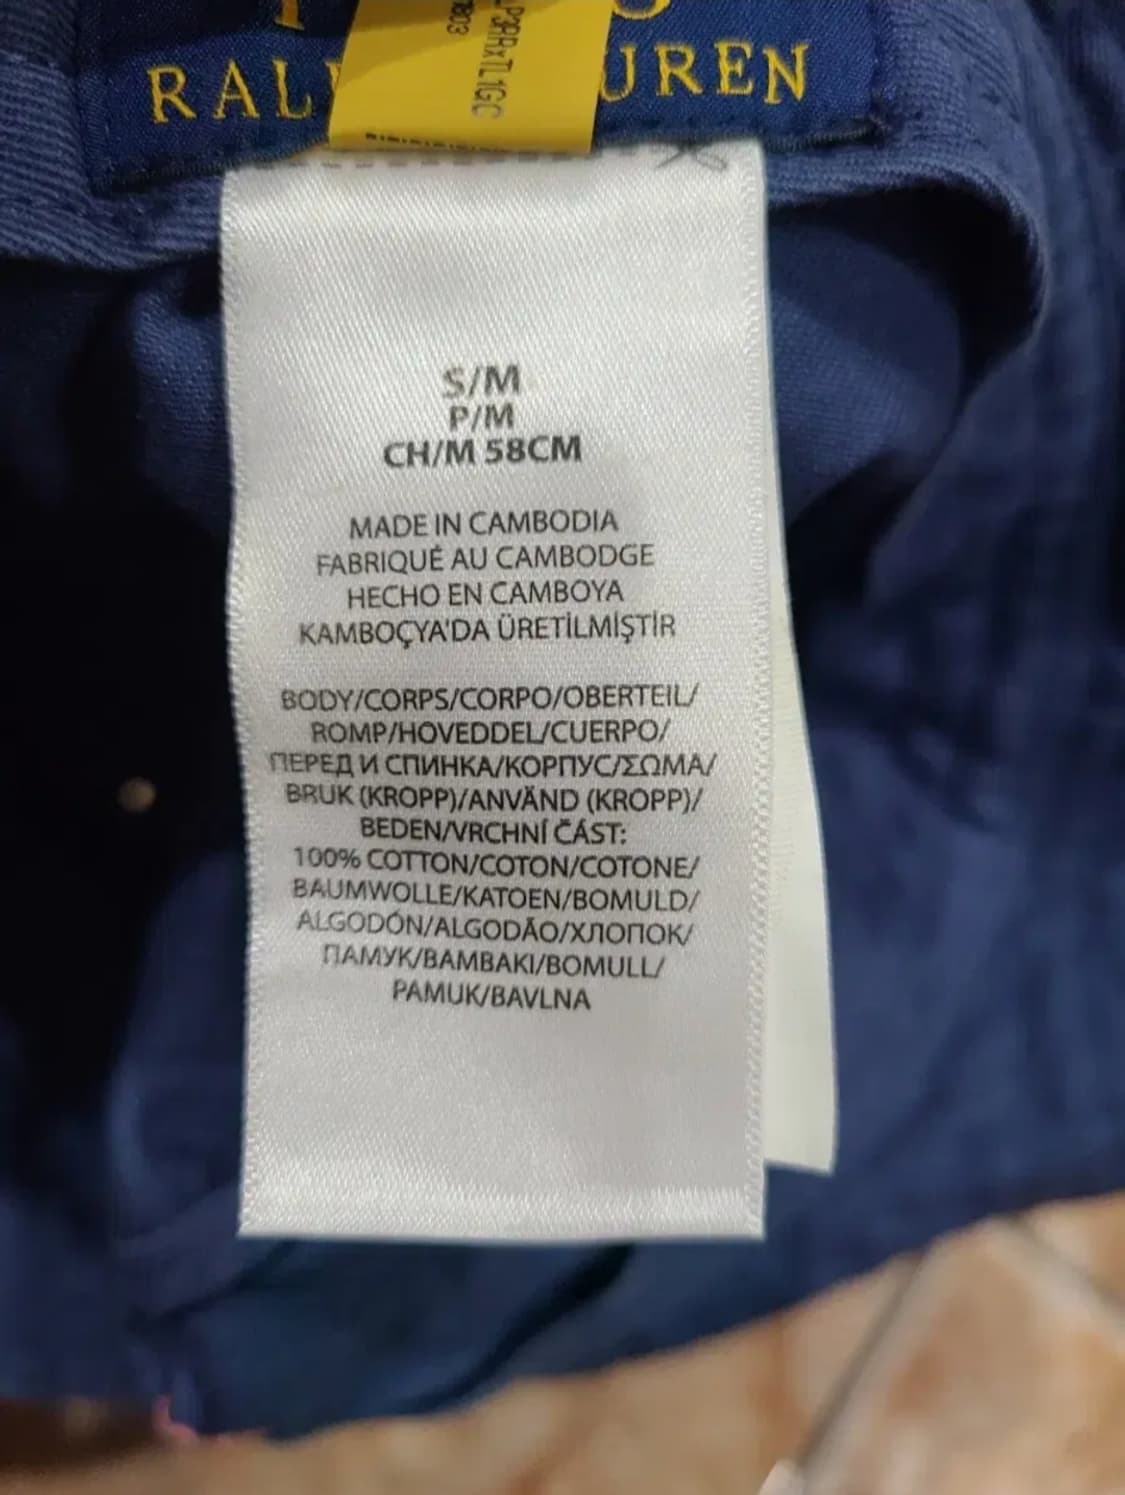 RALPH LAUREN
LP3RRxTL1GC
S/M
P/M
CH/M 58CM
MADE IN CAMBODIA
FABRIQUÉ AU CAMBODGE
HECHO EN CAMBOYA
KAMBOÇYA'DA ÜRETİLMİŞTİR
BODY/CORPS/CORPO/OBERTEIL/
ROMP/HOVEDDEL/CUERPO/
ПЕРЕД И СПИНКА/КОРПУС/ΣΩΜΑ/
BRUK (KROPP)/ANVÄND (KROPP)/
BEDEN/VRCHNÍ ČÁST:
100% COTTON/COTON/COTONE/
BAUMWOLLE/KATOEN/BOMULD/
ALGODÓN/ALGODÃO/ХЛОПОК/
ПАМУК/ΒΑΜΒΑΚΙ/BOMULL/
PAMUK/BAVLNA